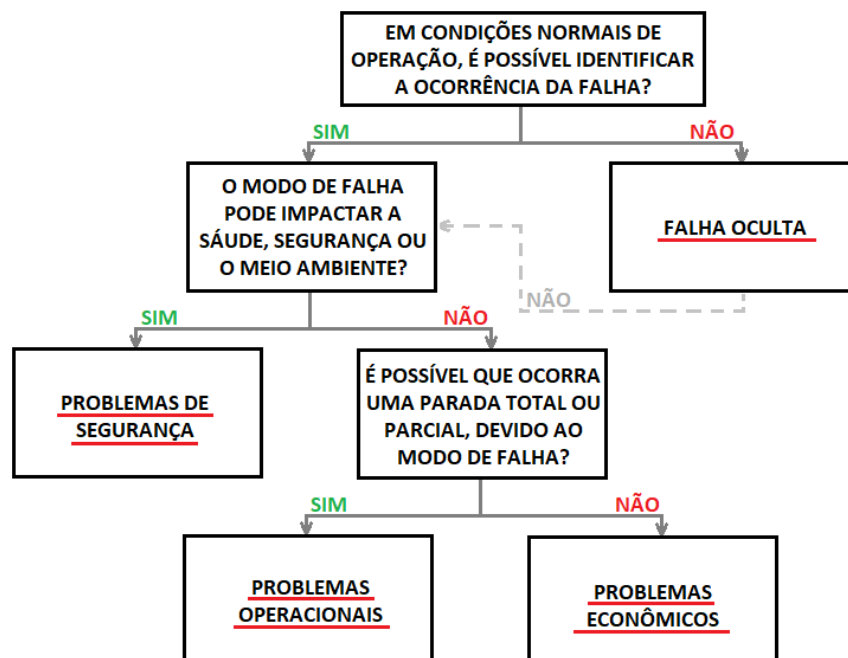 EM CONDIÇÕES NORMAIS DE
OPERAÇÃO, É POSSÍVEL IDENTIFICAR
A OCORRÊNCIA DA FALHA?
SIM
NÃO
O MODO DE FALHA
PODE IMPACTAR A
SÁUDE, SEGURANÇA OU
O MEIO AMBIENTE?
FALHA OCULTA
NÃO
SIM
NÃO
PROBLEMAS DE
SEGURANÇA
É POSSÍVEL QUE OCORRA
UMA PARADA TOTAL OU
PARCIAL, DEVIDO AO
MODO DE FALHA?
SIM
NÃO
PROBLEMAS
OPERACIONAIS
PROBLEMAS
ECONÔMICOS